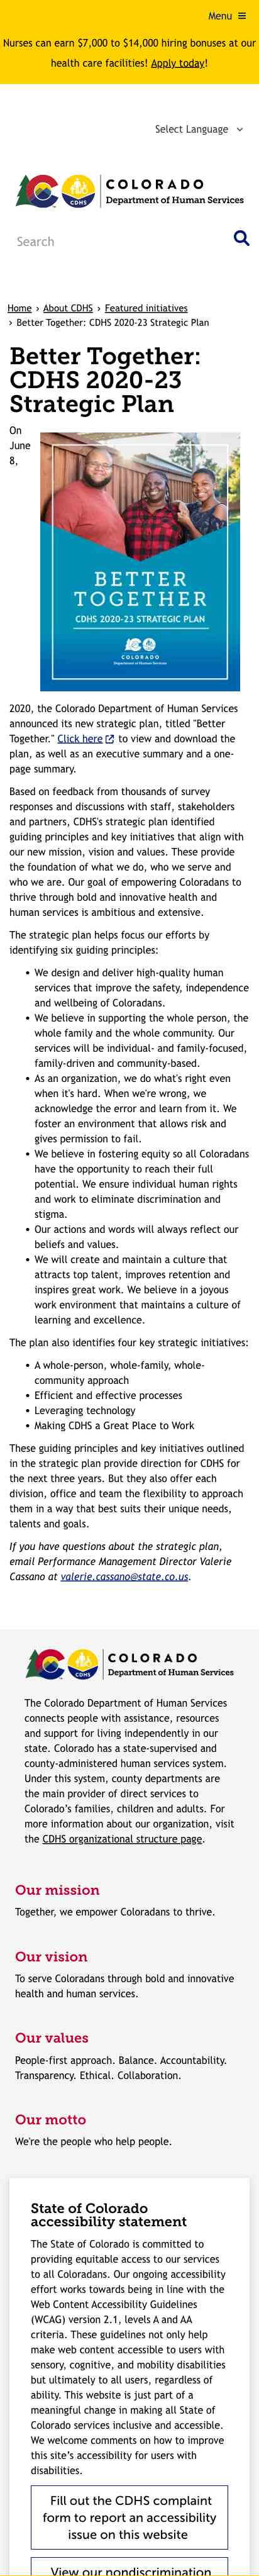 Menu ≡
Nurses can earn $7,000 to $14,000 hiring bonuses at our
health care facilities! Apply today!
Select Language
CDHS
COLORADO
Department of Human Services
Search
Home › About CDHS › Featured initiatives
› Better Together: CDHS 2020-23 Strategic Plan
Better Together:
CDHS 2020-23
Strategic Plan
On
June
8,
BETTER
TOGETHER
CDHS 2020-23 STRATEGIC PLAN
COLORADO
Department of Human Services
2020, the Colorado Department of Human Services
announced its new strategic plan, titled "Better
Together." Click here to view and download the
plan, as well as an executive summary and a one-
page summary.
Based on feedback from thousands of survey
responses and discussions with staff, stakeholders
and partners, CDHS's strategic plan identified
guiding principles and key initiatives that align with
our new mission, vision and values. These provide
the foundation of what we do, who we serve and
who we are. Our goal of empowering Coloradans to
thrive through bold and innovative health and
human services is ambitious and extensive.
The strategic plan helps focus our efforts by
identifying six guiding principles:
• We design and deliver high-quality human
services that improve the safety, independence
and wellbeing of Coloradans.
• We believe in supporting the whole person, the
whole family and the whole community. Our
services will be individual- and family-focused,
family-driven and community-based.
• As an organization, we do what's right even
when it's hard. When we're wrong, we
acknowledge the error and learn from it. We
foster an environment that allows risk and
gives permission to fail.
• We believe in fostering equity so all Coloradans
have the opportunity to reach their full
potential. We ensure individual human rights
and work to eliminate discrimination and
stigma.
• Our actions and words will always reflect our
beliefs and values.
• We will create and maintain a culture that
attracts top talent, improves retention and
inspires great work. We believe in a joyous
work environment that maintains a culture of
learning and excellence.
The plan also identifies four key strategic initiatives:
• A whole-person, whole-family, whole-
community approach
• Efficient and effective processes
• Leveraging technology
• Making CDHS a Great Place to Work
These guiding principles and key initiatives outlined
in the strategic plan provide direction for CDHS for
the next three years. But they also offer each
division, office and team the flexibility to approach
them in a way that best suits their unique needs,
talents and goals.
If you have questions about the strategic plan,
email Performance Management Director Valerie
Cassano at valerie.cassano@state.co.us.
CDHS
COLORADO
Department of Human Services
The Colorado Department of Human Services
connects people with assistance, resources
and support for living independently in our
state. Colorado has a state-supervised and
county-administered human services system.
Under this system, county departments are
the main provider of direct services to
Colorado's families, children and adults. For
more information about our organization, visit
the CDHS organizational structure page.
Our mission
Together, we empower Coloradans to thrive.
Our vision
To serve Coloradans through bold and innovative
health and human services.
Our values
People-first approach. Balance. Accountability.
Transparency. Ethical. Collaboration.
Our motto
We're the people who help people.
State of Colorado
accessibility statement
The State of Colorado is committed to
providing equitable access to our services
to all Coloradans. Our ongoing accessibility
effort works towards being in line with the
Web Content Accessibility Guidelines
(WCAG) version 2.1, levels A and AA
criteria. These guidelines not only help
make web content accessible to users with
sensory, cognitive, and mobility disabilities
but ultimately to all users, regardless of
ability. This website is just part of a
meaningful change in making all State of
Colorado services inclusive and accessible.
We welcome comments on how to improve
this site's accessibility for users with
disabilities.
Fill out the CDHS complaint
form to report an accessibility
issue on this website
View our nondiscrimination